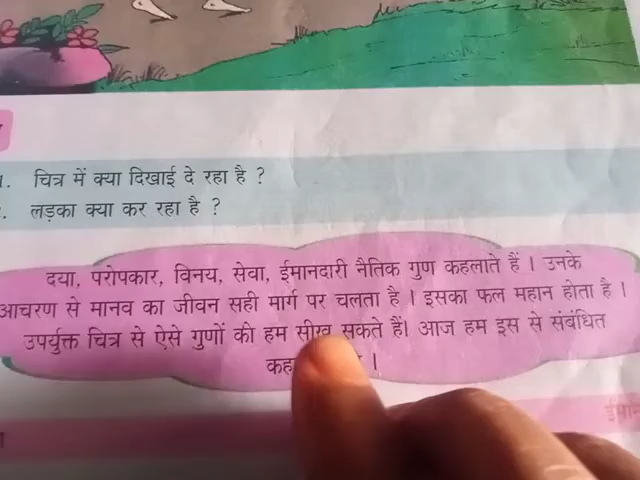 चित्र में क्या दिखाई दे रहा है ?
लड़का क्या कर रहा है ?
दया, परोपकार, विनय, सेवा, ईमानदारी नैतिक गुण कहलाते हैं । उनके
आचरण से मानव का जीवन सही मार्ग पर चलता है । इसका फल महान होता है ।
उपर्युक्त चित्र से ऐसे गुणों की हम सीख सकते हैं। आज हम इस से संबंधित